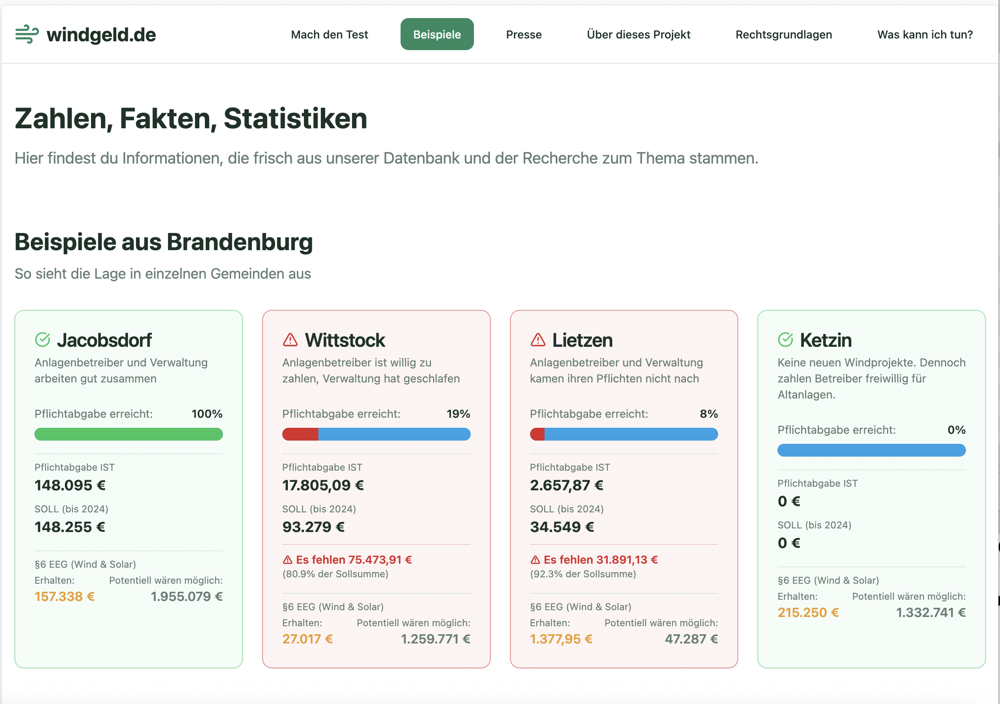 windgeld.de
Mach den Test
Beispiele
Presse
Über dieses Projekt
Rechtsgrundlagen
Was kann ich tun?
Zahlen, Fakten, Statistiken
Hier findest du Informationen, die frisch aus unserer Datenbank und der Recherche zum Thema stammen.
Beispiele aus Brandenburg
So sieht die Lage in einzelnen Gemeinden aus
Jacobsdorf
Anlagenbetreiber und Verwaltung
arbeiten gut zusammen
Pflichtabgabe erreicht: 100%
Pflichtabgabe IST
148.095 €
SOLL (bis 2024)
148.255 €
§6 EEG (Wind & Solar)
Erhalten: Potentiell wären möglich:
157.338 € 1.955.079 €
Wittstock
Anlagenbetreiber ist willig zu
zahlen, Verwaltung hat geschlafen
Pflichtabgabe erreicht: 19%
Pflichtabgabe IST
17.805,09 €
SOLL (bis 2024)
93.279 €
Es fehlen 75.473,91 €
(80.9% der Sollsumme)
§6 EEG (Wind & Solar)
Erhalten: Potentiell wären möglich:
27.017 € 1.259.771 €
Lietzen
Anlagenbetreiber und Verwaltung
kamen ihren Pflichten nicht nach
Pflichtabgabe erreicht: 8%
Pflichtabgabe IST
2.657,87 €
SOLL (bis 2024)
34.549 €
Es fehlen 31.891,13 €
(92.3% der Sollsumme)
§6 EEG (Wind & Solar)
Erhalten: Potentiell wären möglich:
1.377,95 € 47.287 €
Ketzin
Keine neuen Windprojekte. Dennoch
zahlen Betreiber freiwillig für
Altanlagen.
Pflichtabgabe erreicht: 0%
Pflichtabgabe IST
0 €
SOLL (bis 2024)
0 €
§6 EEG (Wind & Solar)
Erhalten: Potentiell wären möglich:
215.250 € 1.332.741 €